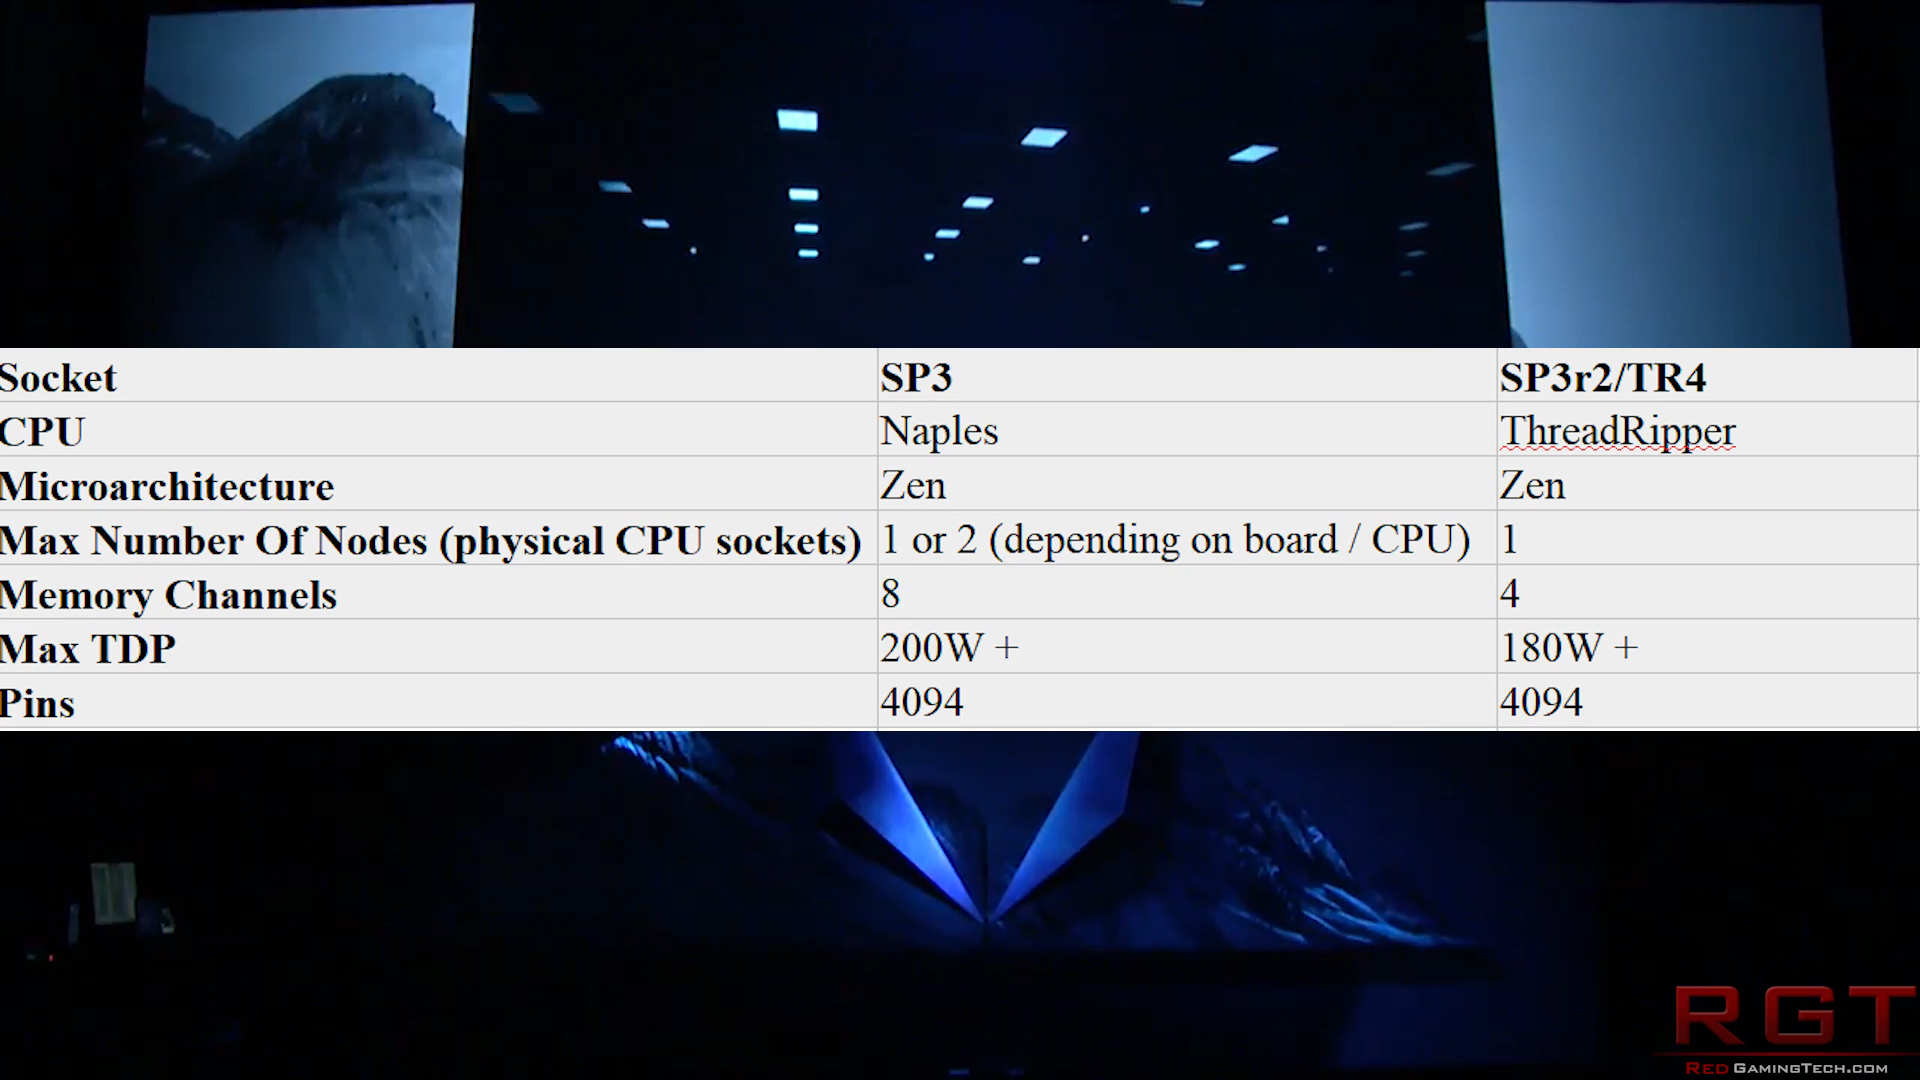 Socket SP3 SP3r2/TR4
CPU Naples ThreadRipper
Microarchitecture Zen Zen
Max Number Of Nodes (physical CPU sockets) 1 or 2 (depending on board / CPU) 1
Memory Channels 8 4
Max TDP 200W + 180W +
Pins 4094 4094
RGT
RedGamingTech.com